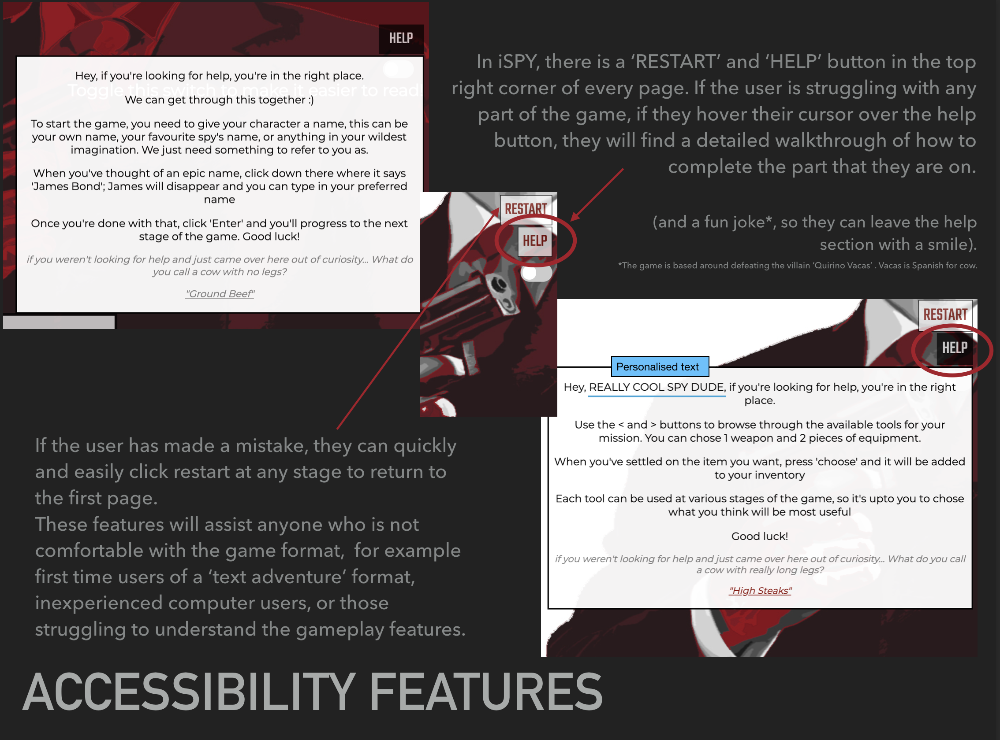 HELP
Hey, if you're looking for help, you're in the right place.
Toggle this switch to make it easier to read!
We can get through this together :)
To start the game, you need to give your character a name, this can be
your own name, your favourite spy's name, or anything in your wildest
imagination. We just need something to refer to you as.
When you've thought of an epic name, click down there where it says
'James Bond'; James will disappear and you can type in your preferred
name
Once you're done with that, click 'Enter' and you'll progress to the next
stage of the game. Good luck!
if you weren't looking for help and just came over here out of curiosity... What do
you call a cow with no legs?
"Ground Beef"
In iSPY, there is a ‘RESTART’ and ‘HELP’ button in the top
right corner of every page. If the user is struggling with any
part of the game, if they hover their cursor over the help
button, they will find a detailed walkthrough of how to
complete the part that they are on.
(and a fun joke*, so they can leave the help
section with a smile).
*The game is based around defeating the villain ‘Quirino Vacas’ . Vacas is Spanish for cow.
RESTART
HELP
RESTART
HELP
Personalised text
Hey, REALLY COOL SPY DUDE, if you're looking for help, you're in the right
place.
Use the < and > buttons to browse through the available tools for your
mission. You can chose 1 weapon and 2 pieces of equipment.
When you've settled on the item you want, press 'choose' and it will be added
to your inventory
Each tool can be used at various stages of the game, so it's upto you to chose
what you think will be most useful
Good luck!
if you weren't looking for help and just came over here out of curiosity... What do you call
a cow with really long legs?
"High Steaks"
If the user has made a mistake, they can quickly
and easily click restart at any stage to return to
the first page.
These features will assist anyone who is not
comfortable with the game format,  for example
first time users of a ‘text adventure’ format,
inexperienced computer users, or those
struggling to understand the gameplay features.
ACCESSIBILITY FEATURES